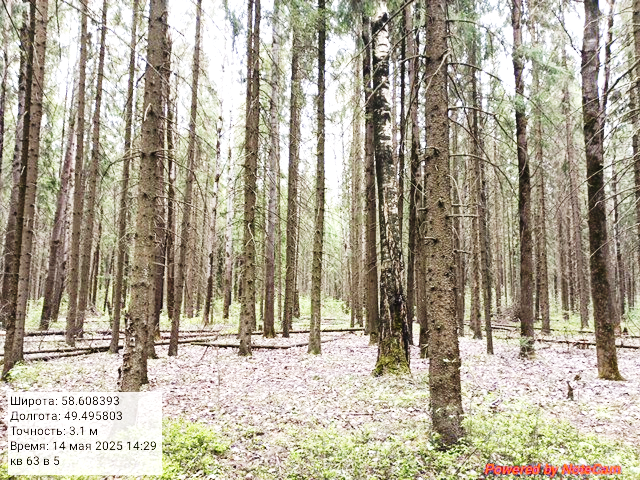 Широта: 58.608393
Долгота: 49.495803
Точность: 3.1 м
Время: 14 мая 2025 14:29
кв 63 в 5
Powered by NoteCam